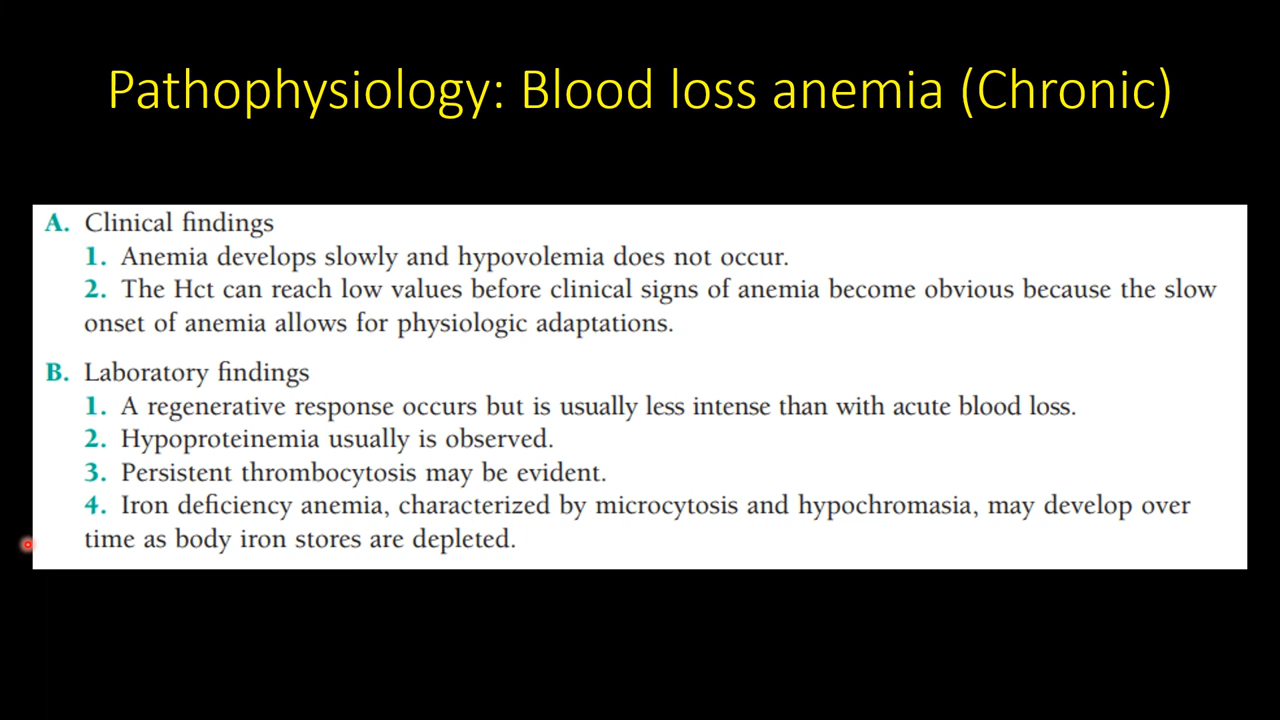 Pathophysiology: Blood loss anemia (Chronic)
A. Clinical findings
1. Anemia develops slowly and hypovolemia does not occur.
2. The Hct can reach low values before clinical signs of anemia become obvious because the slow
onset of anemia allows for physiologic adaptations.
B. Laboratory findings
1. A regenerative response occurs but is usually less intense than with acute blood loss.
2. Hypoproteinemia usually is observed.
3. Persistent thrombocytosis may be evident.
4. Iron deficiency anemia, characterized by microcytosis and hypochromasia, may develop over
time as body iron stores are depleted.